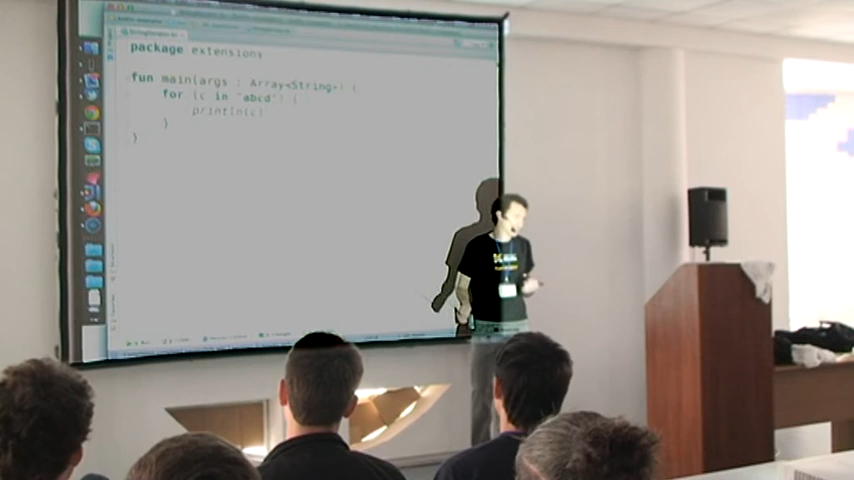 package extensions
fun main(args : Array<String>) {
for (c in "abcd") {
println(c)
}
}